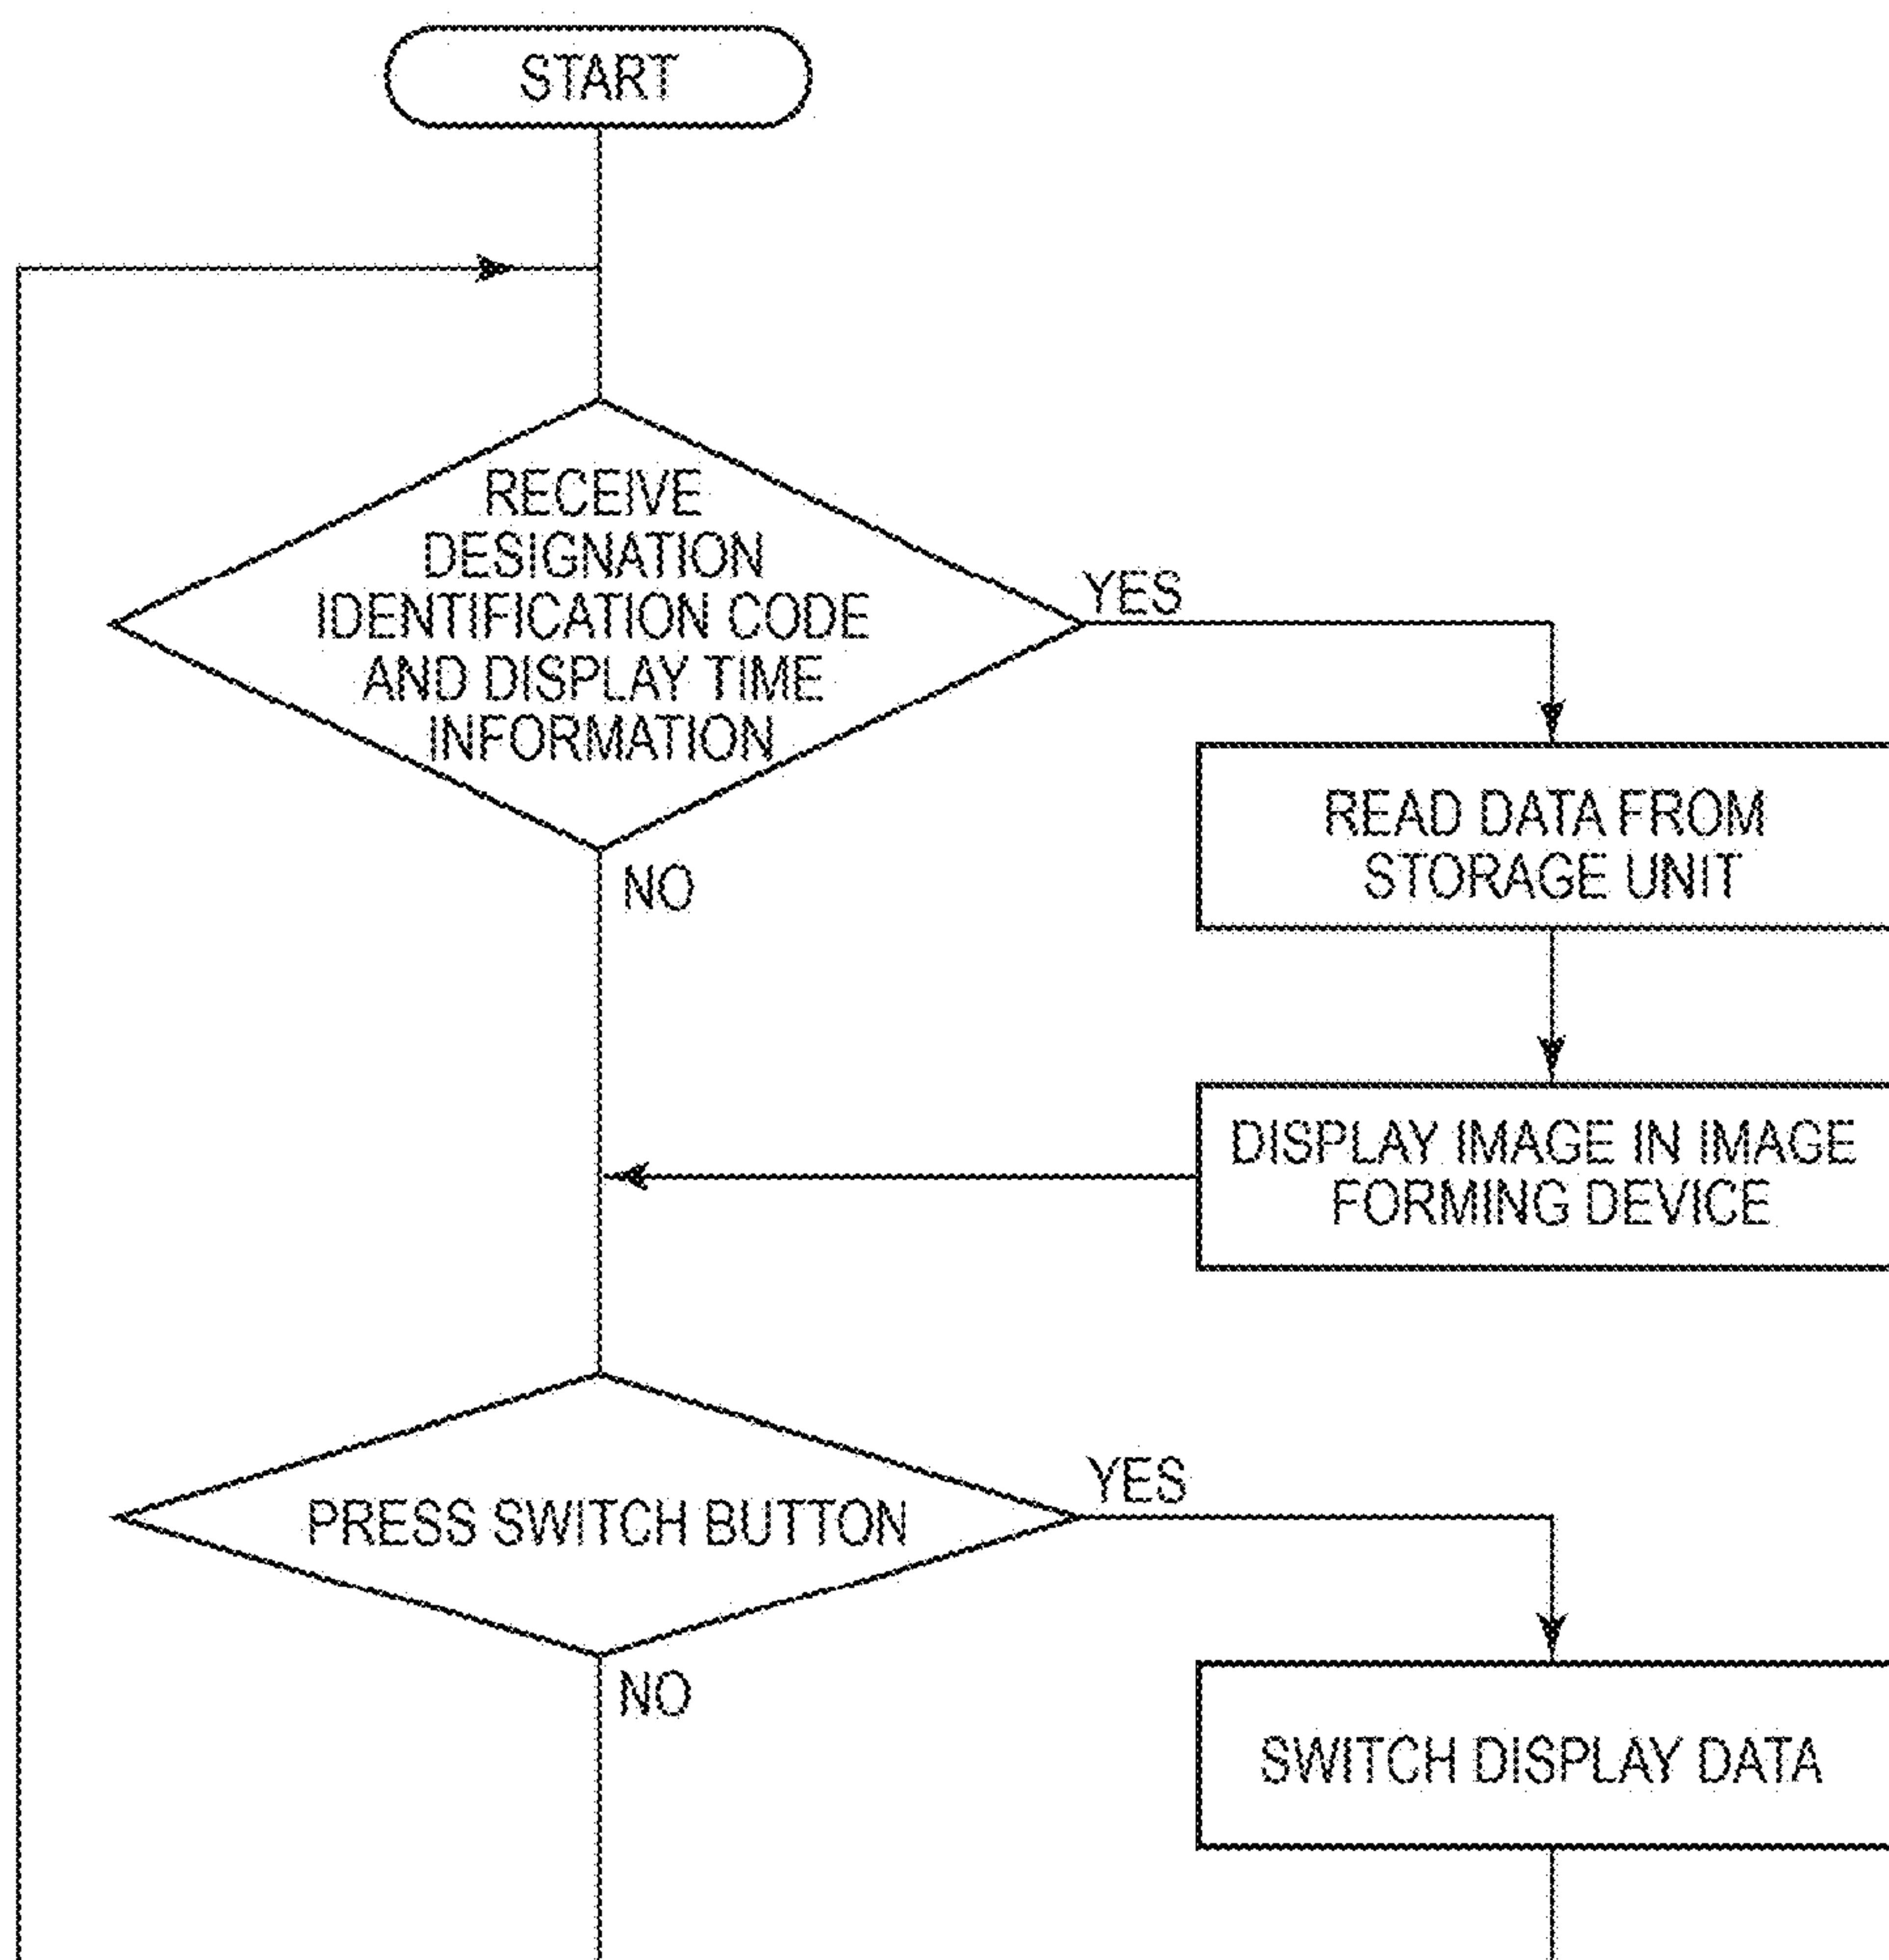 START
RECEIVE
DESIGNATION
IDENTIFICATION CODE
AND DISPLAY TIME
INFORMATION
YES
NO
READ DATA FROM
STORAGE UNIT
DISPLAY IMAGE IN IMAGE
FORMING DEVICE
PRESS SWITCH BUTTON
YES
NO
SWITCH DISPLAY DATA